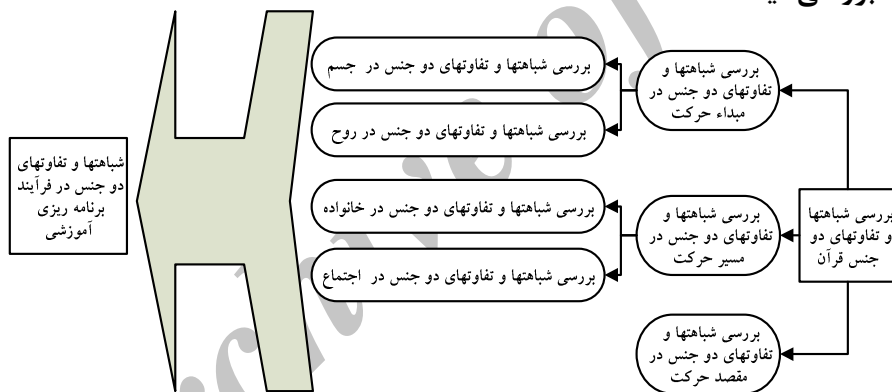 بررسی شباهتها
و تفاوتهای دو
جنس قرآن
بررسی شباهتها و
تفاوتهای دو جنس در
مبداء حرکت
بررسی شباهتها و تفاوتهای دو جنس در جسم
بررسی شباهتها و تفاوتهای دو جنس در روح
بررسی شباهتها و
تفاوتهای دو جنس در
مسیر حرکت
بررسی شباهتها و تفاوتهای دو جنس در خانواده
بررسی شباهتها و تفاوتهای دو جنس در اجتماع
بررسی شباهتها و
تفاوتهای دو جنس در
مقصد حرکت
شباهتها و تفاوتهای
دو جنس در فرآیند
برنامه ریزی
آموزشی